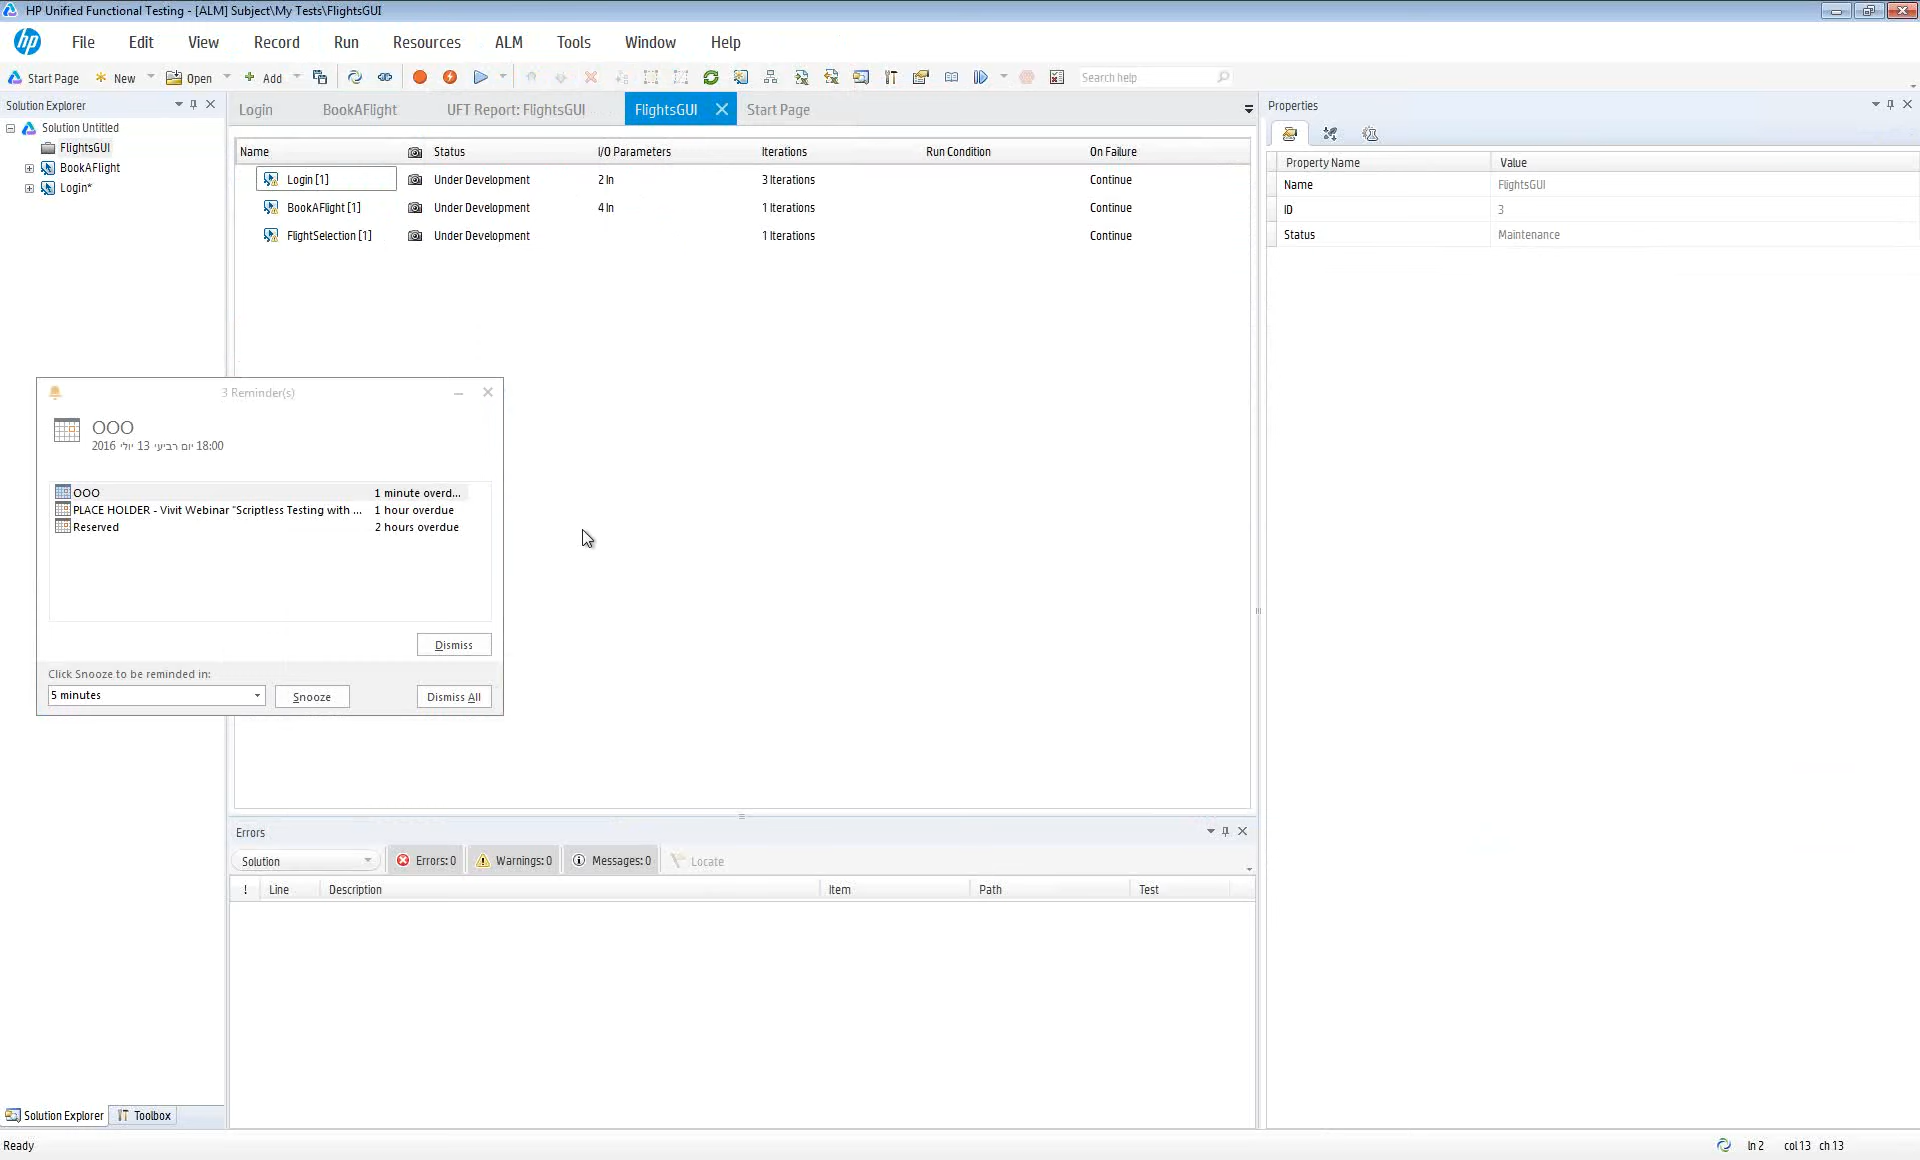 HP Unified Functional Testing - [ALM] Subject\My Tests\FlightsGUI
hp File Edit View Record Run Resources ALM Tools Window Help
Start Page New Open Add Search help
Solution Explorer
Solution Untitled
FlightsGUI
BookAFlight
Login*
Login BookAFlight UFT Report: FlightsGUI FlightsGUI Start Page
Name Status I/O Parameters Iterations Run Condition On Failure
Login [1] Under Development 2 In 3 Iterations Continue
BookAFlight [1] Under Development 4 In 1 Iterations Continue
FlightSelection [1] Under Development 1 Iterations Continue
Properties
Property Name Value
Name FlightsGUI
ID 3
Status Maintenance
3 Reminder(s)
OOO
18:00 יום רביעי 13 יולי 2016
OOO 1 minute overd...
PLACE HOLDER - Vivit Webinar "Scriptless Testing with ... 1 hour overdue
Reserved 2 hours overdue
Dismiss
Click Snooze to be reminded in:
5 minutes Snooze Dismiss All
Errors
Solution Errors: 0 Warnings: 0 Messages: 0 Locate
! Line Description Item Path Test
Solution Explorer Toolbox
Ready ln 2 col 13 ch 13